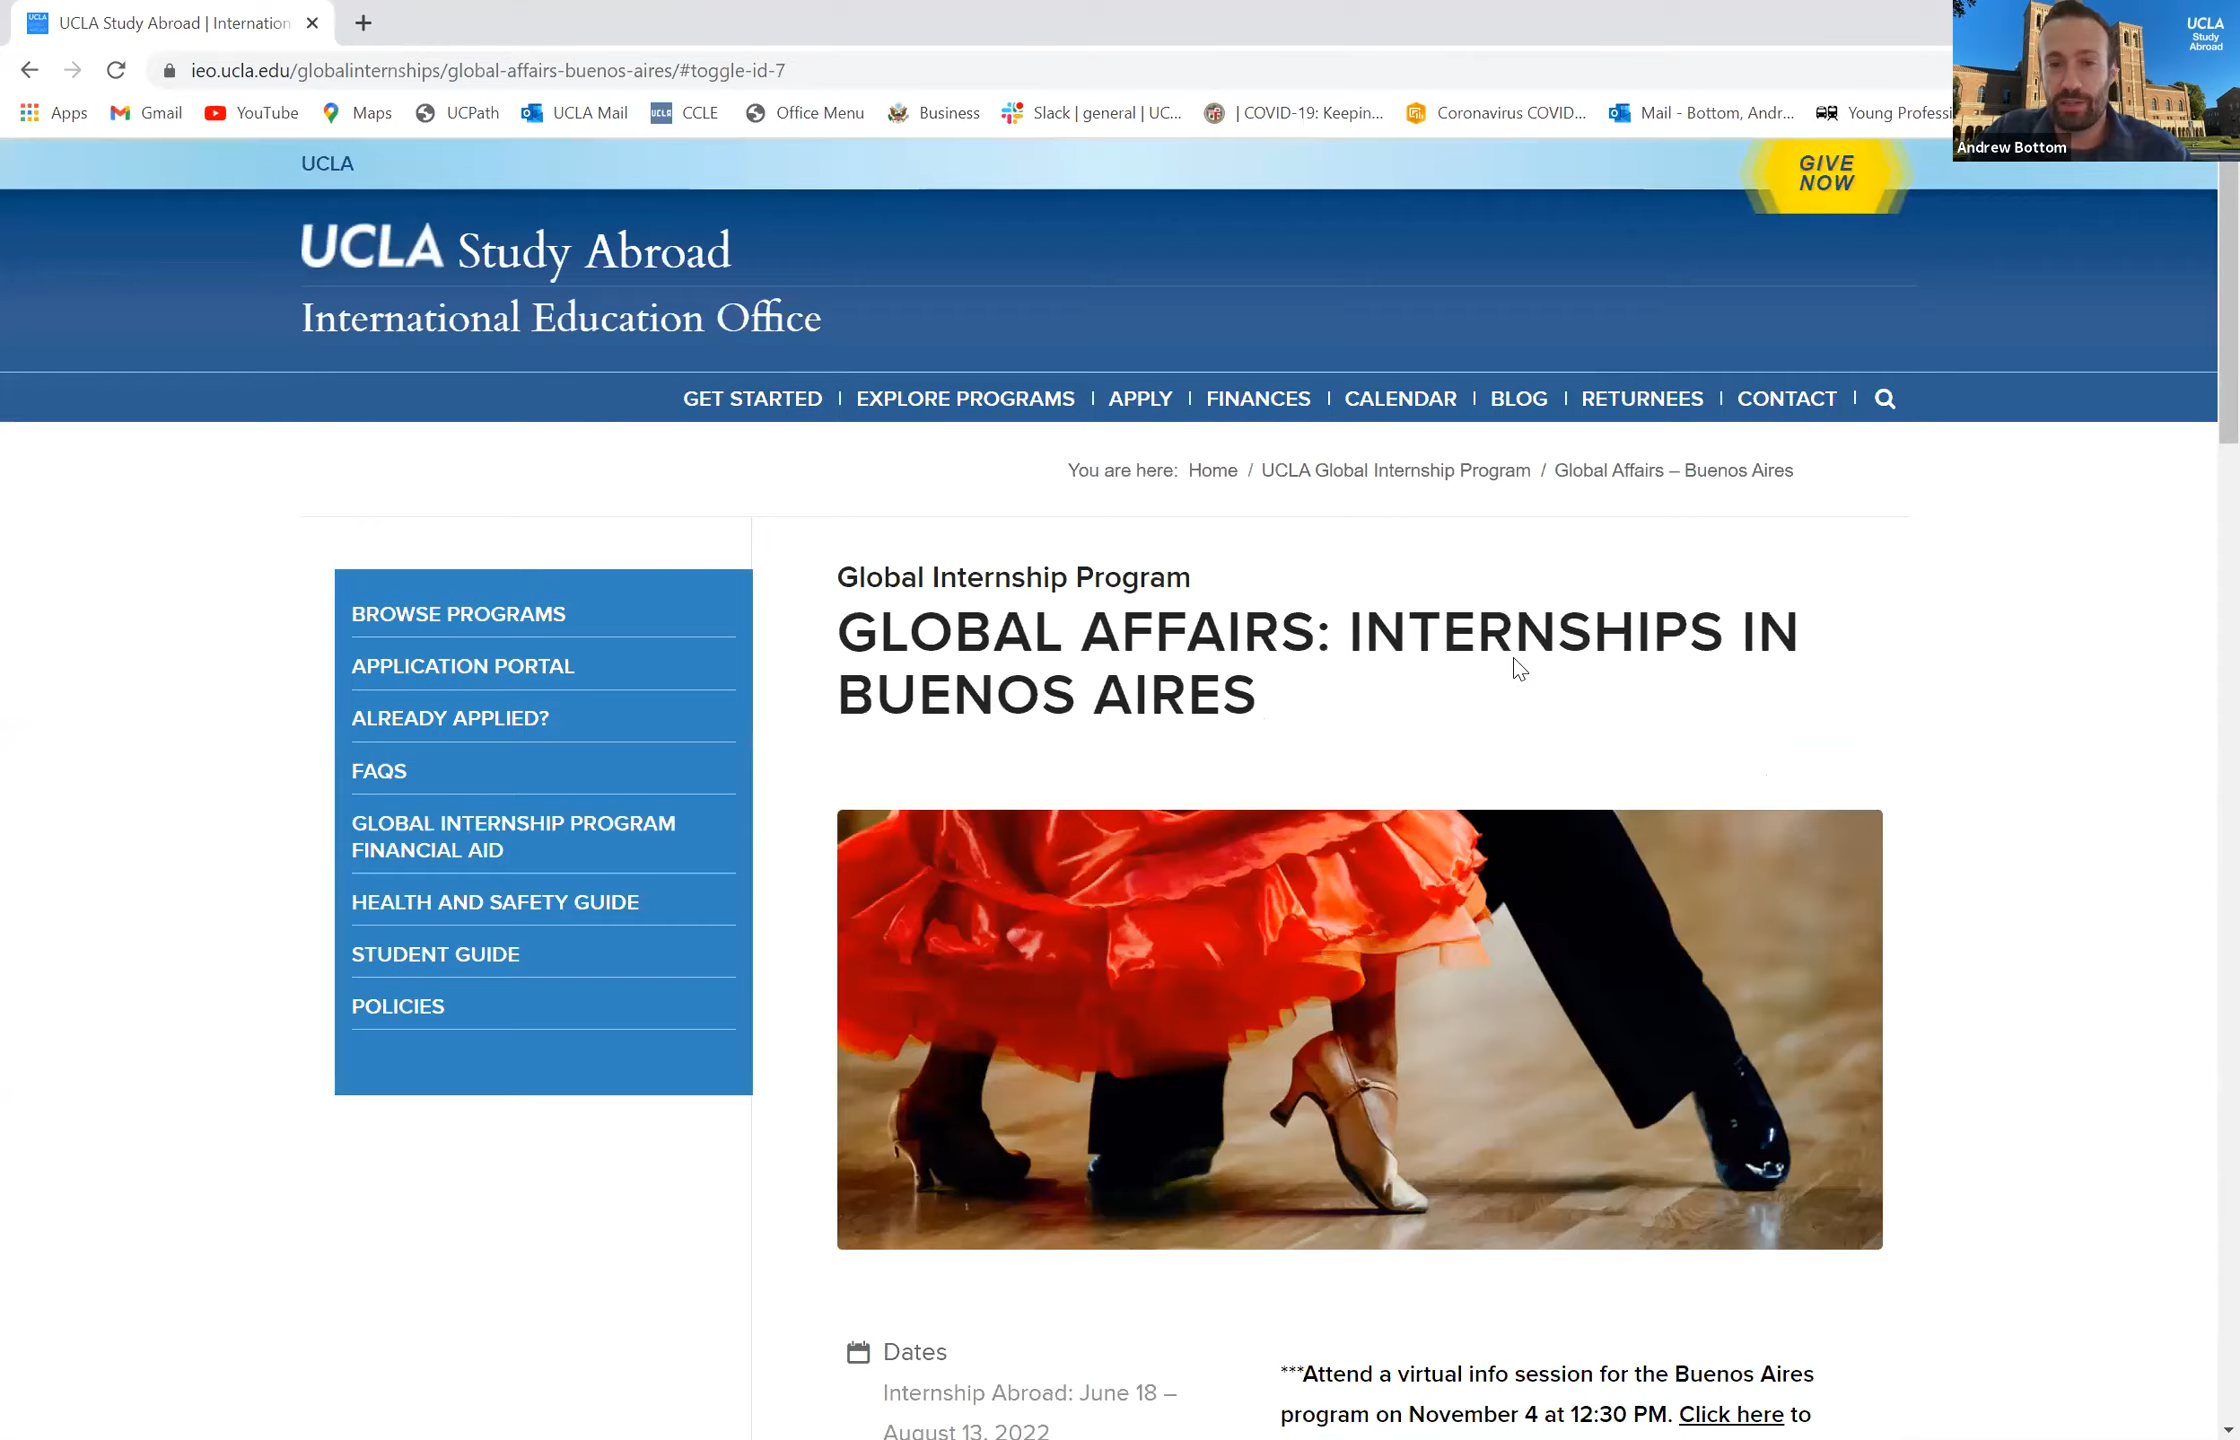 UCLA Study Abroad | Internation
ieo.ucla.edu/globalinternships/global-affairs-buenos-aires/#toggle-id-7
Apps Gmail YouTube Maps UCPath UCLA Mail UCLA CCLE Office Menu Business Slack | general | UC... | COVID-19: Keepin... Coronavirus COVID... Mail - Bottom, Andr... Young Professi
UCLA
Study
Abroad
Andrew Bottom
UCLA
GIVE
NOW
UCLA Study Abroad
International Education Office
GET STARTED | EXPLORE PROGRAMS | APPLY | FINANCES | CALENDAR | BLOG | RETURNEES | CONTACT |
You are here: Home / UCLA Global Internship Program / Global Affairs – Buenos Aires
BROWSE PROGRAMS
APPLICATION PORTAL
ALREADY APPLIED?
FAQS
GLOBAL INTERNSHIP PROGRAM
FINANCIAL AID
HEALTH AND SAFETY GUIDE
STUDENT GUIDE
POLICIES
Global Internship Program
GLOBAL AFFAIRS: INTERNSHIPS IN
BUENOS AIRES
Dates
Internship Abroad: June 18 –
August 13, 2022
***Attend a virtual info session for the Buenos Aires
program on November 4 at 12:30 PM. Click here to